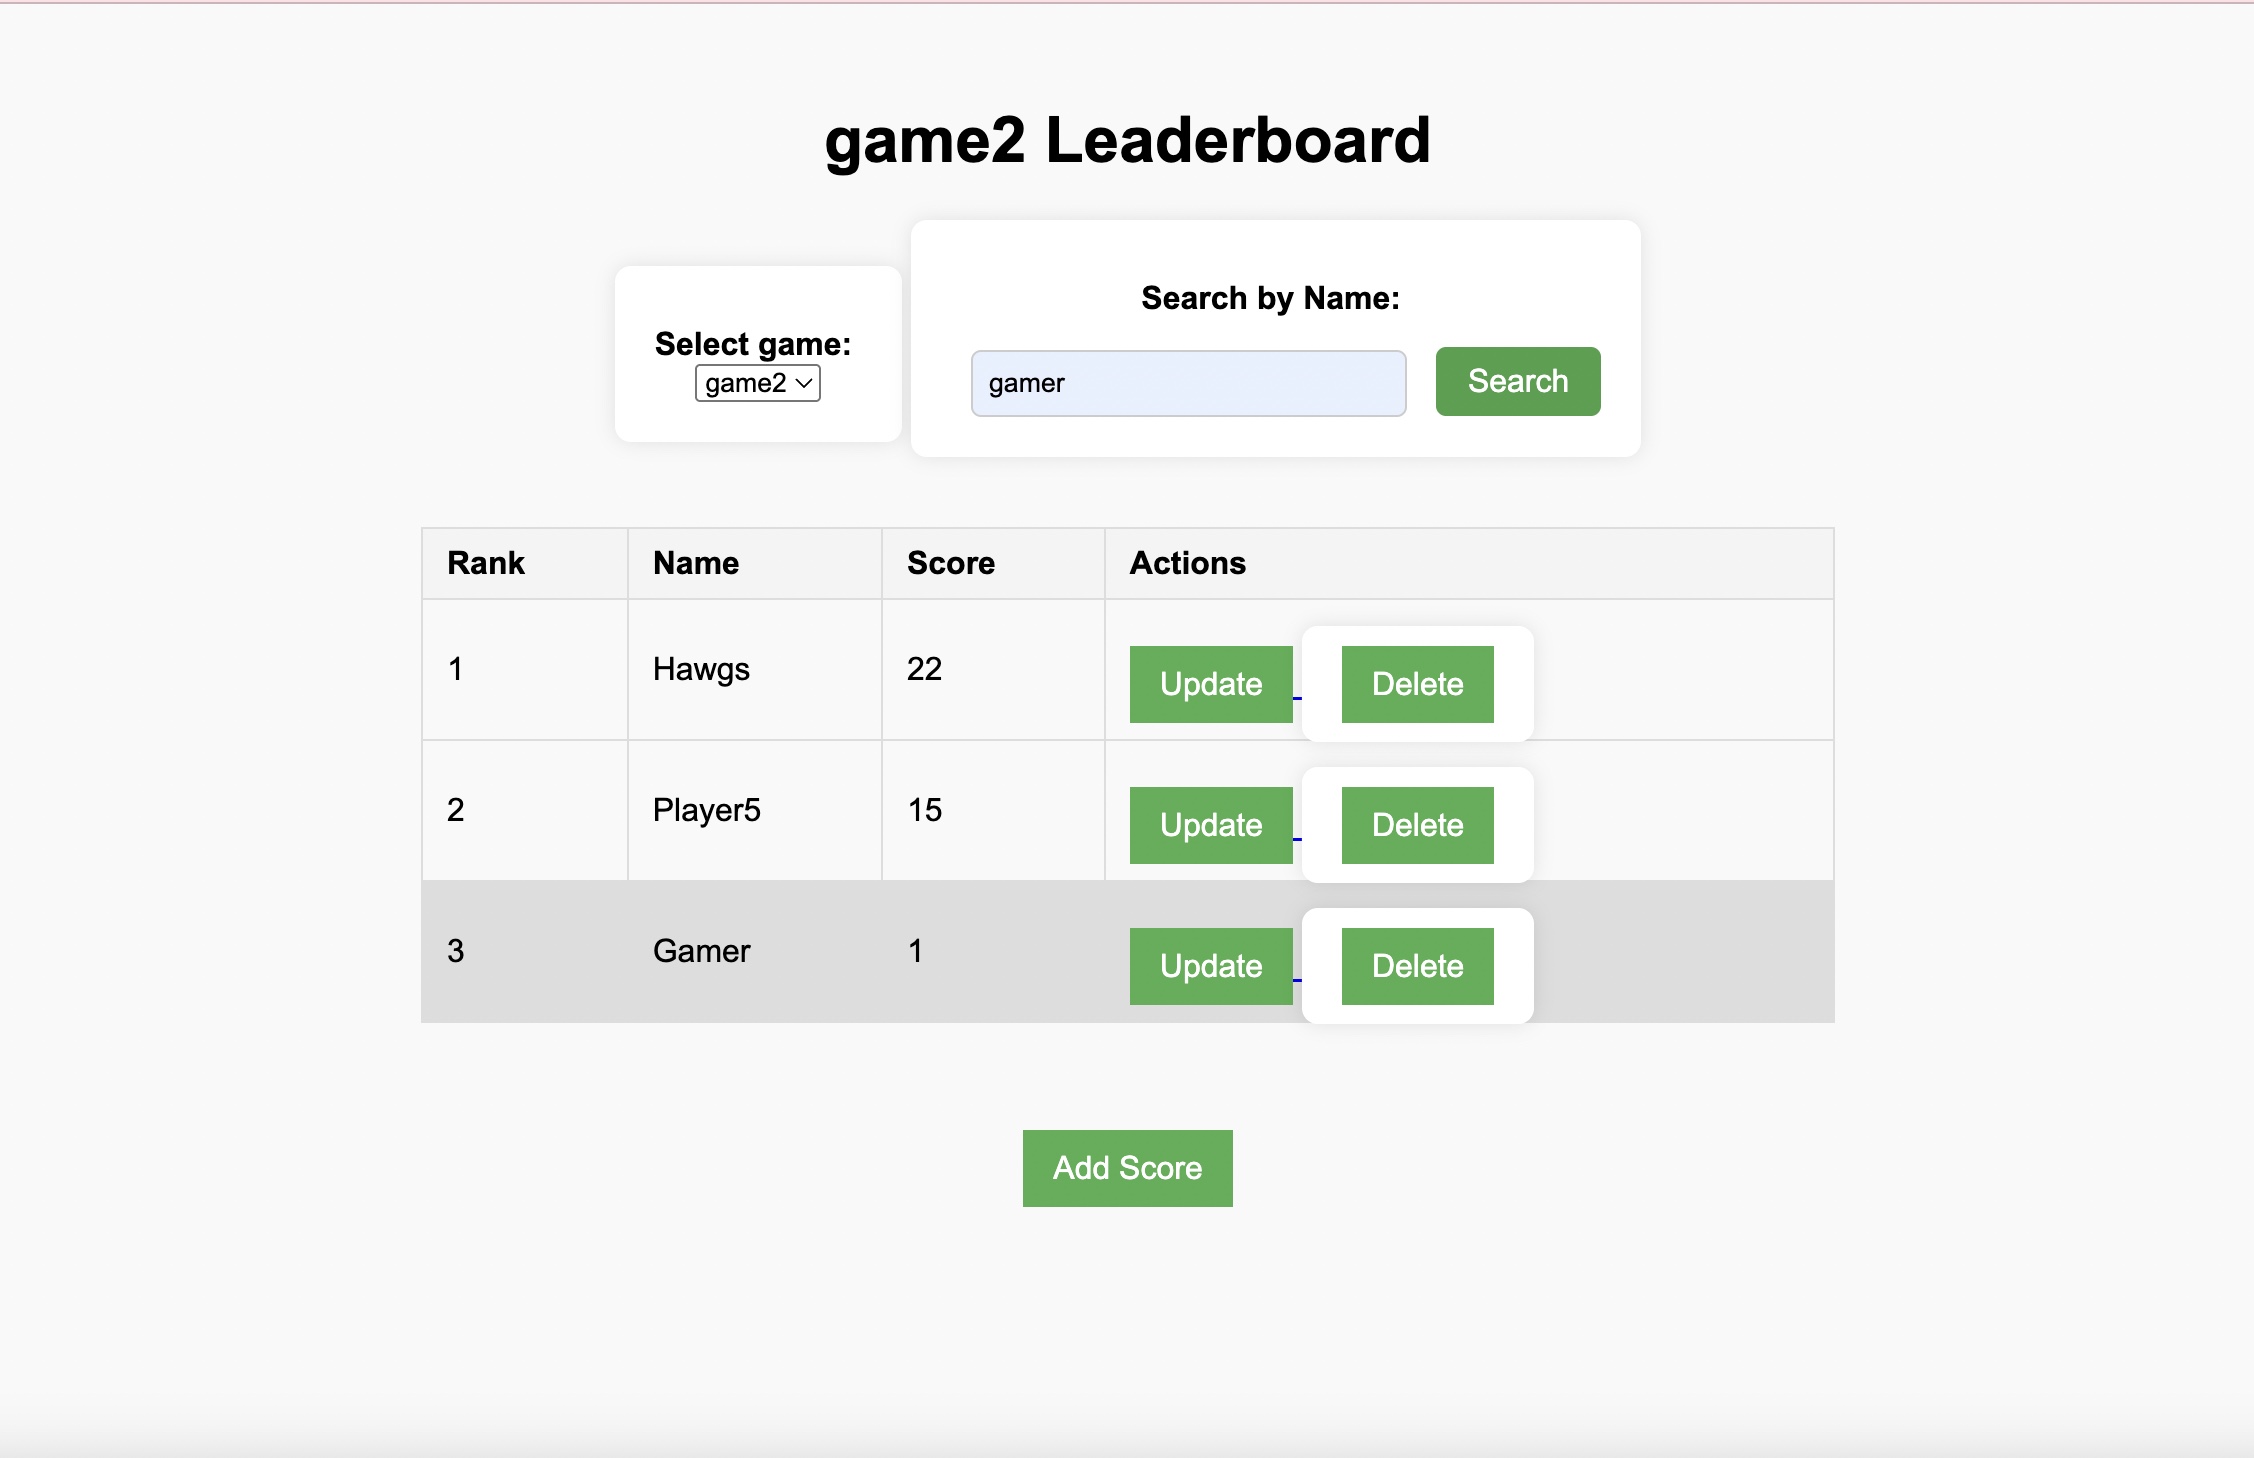 game2 Leaderboard
Search by Name:
Select game:
game2
gamer
Search
Rank Name Score Actions
1 Hawgs 22 Update Delete
2 Player5 15 Update Delete
3 Gamer 1 Update Delete
Add Score